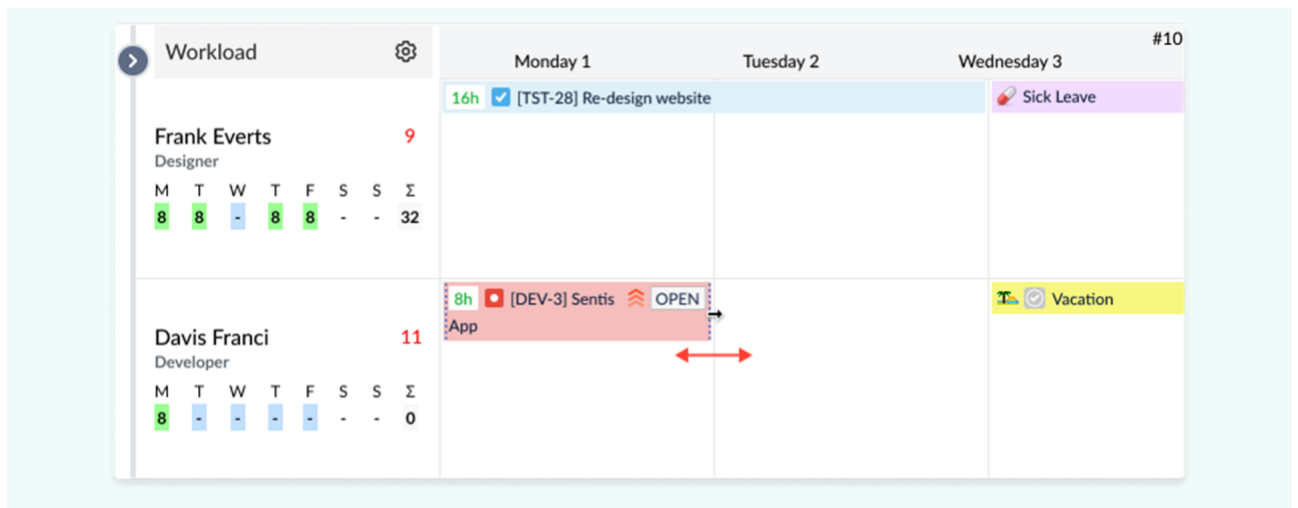 #10
Workload
Monday 1 Tuesday 2 Wednesday 3
16h [TST-28] Re-design website
Sick Leave
Frank Everts 9
Designer
M T W T F S S Σ
8 8 - 8 8 - - 32
8h [DEV-3] Sentis OPEN
App
Vacation
Davis Franci 11
Developer
M T W T F S S Σ
8 - - - - - - 0